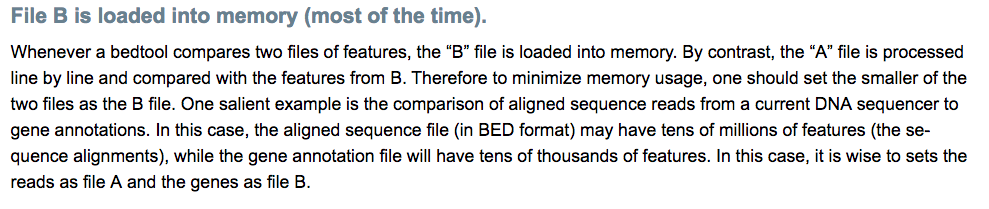 File B is loaded into memory (most of the time).
Whenever a bedtool compares two files of features, the “B” file is loaded into memory. By contrast, the “A” file is processed
line by line and compared with the features from B. Therefore to minimize memory usage, one should set the smaller of the
two files as the B file. One salient example is the comparison of aligned sequence reads from a current DNA sequencer to
gene annotations. In this case, the aligned sequence file (in BED format) may have tens of millions of features (the se-
quence alignments), while the gene annotation file will have tens of thousands of features. In this case, it is wise to sets the
reads as file A and the genes as file B.